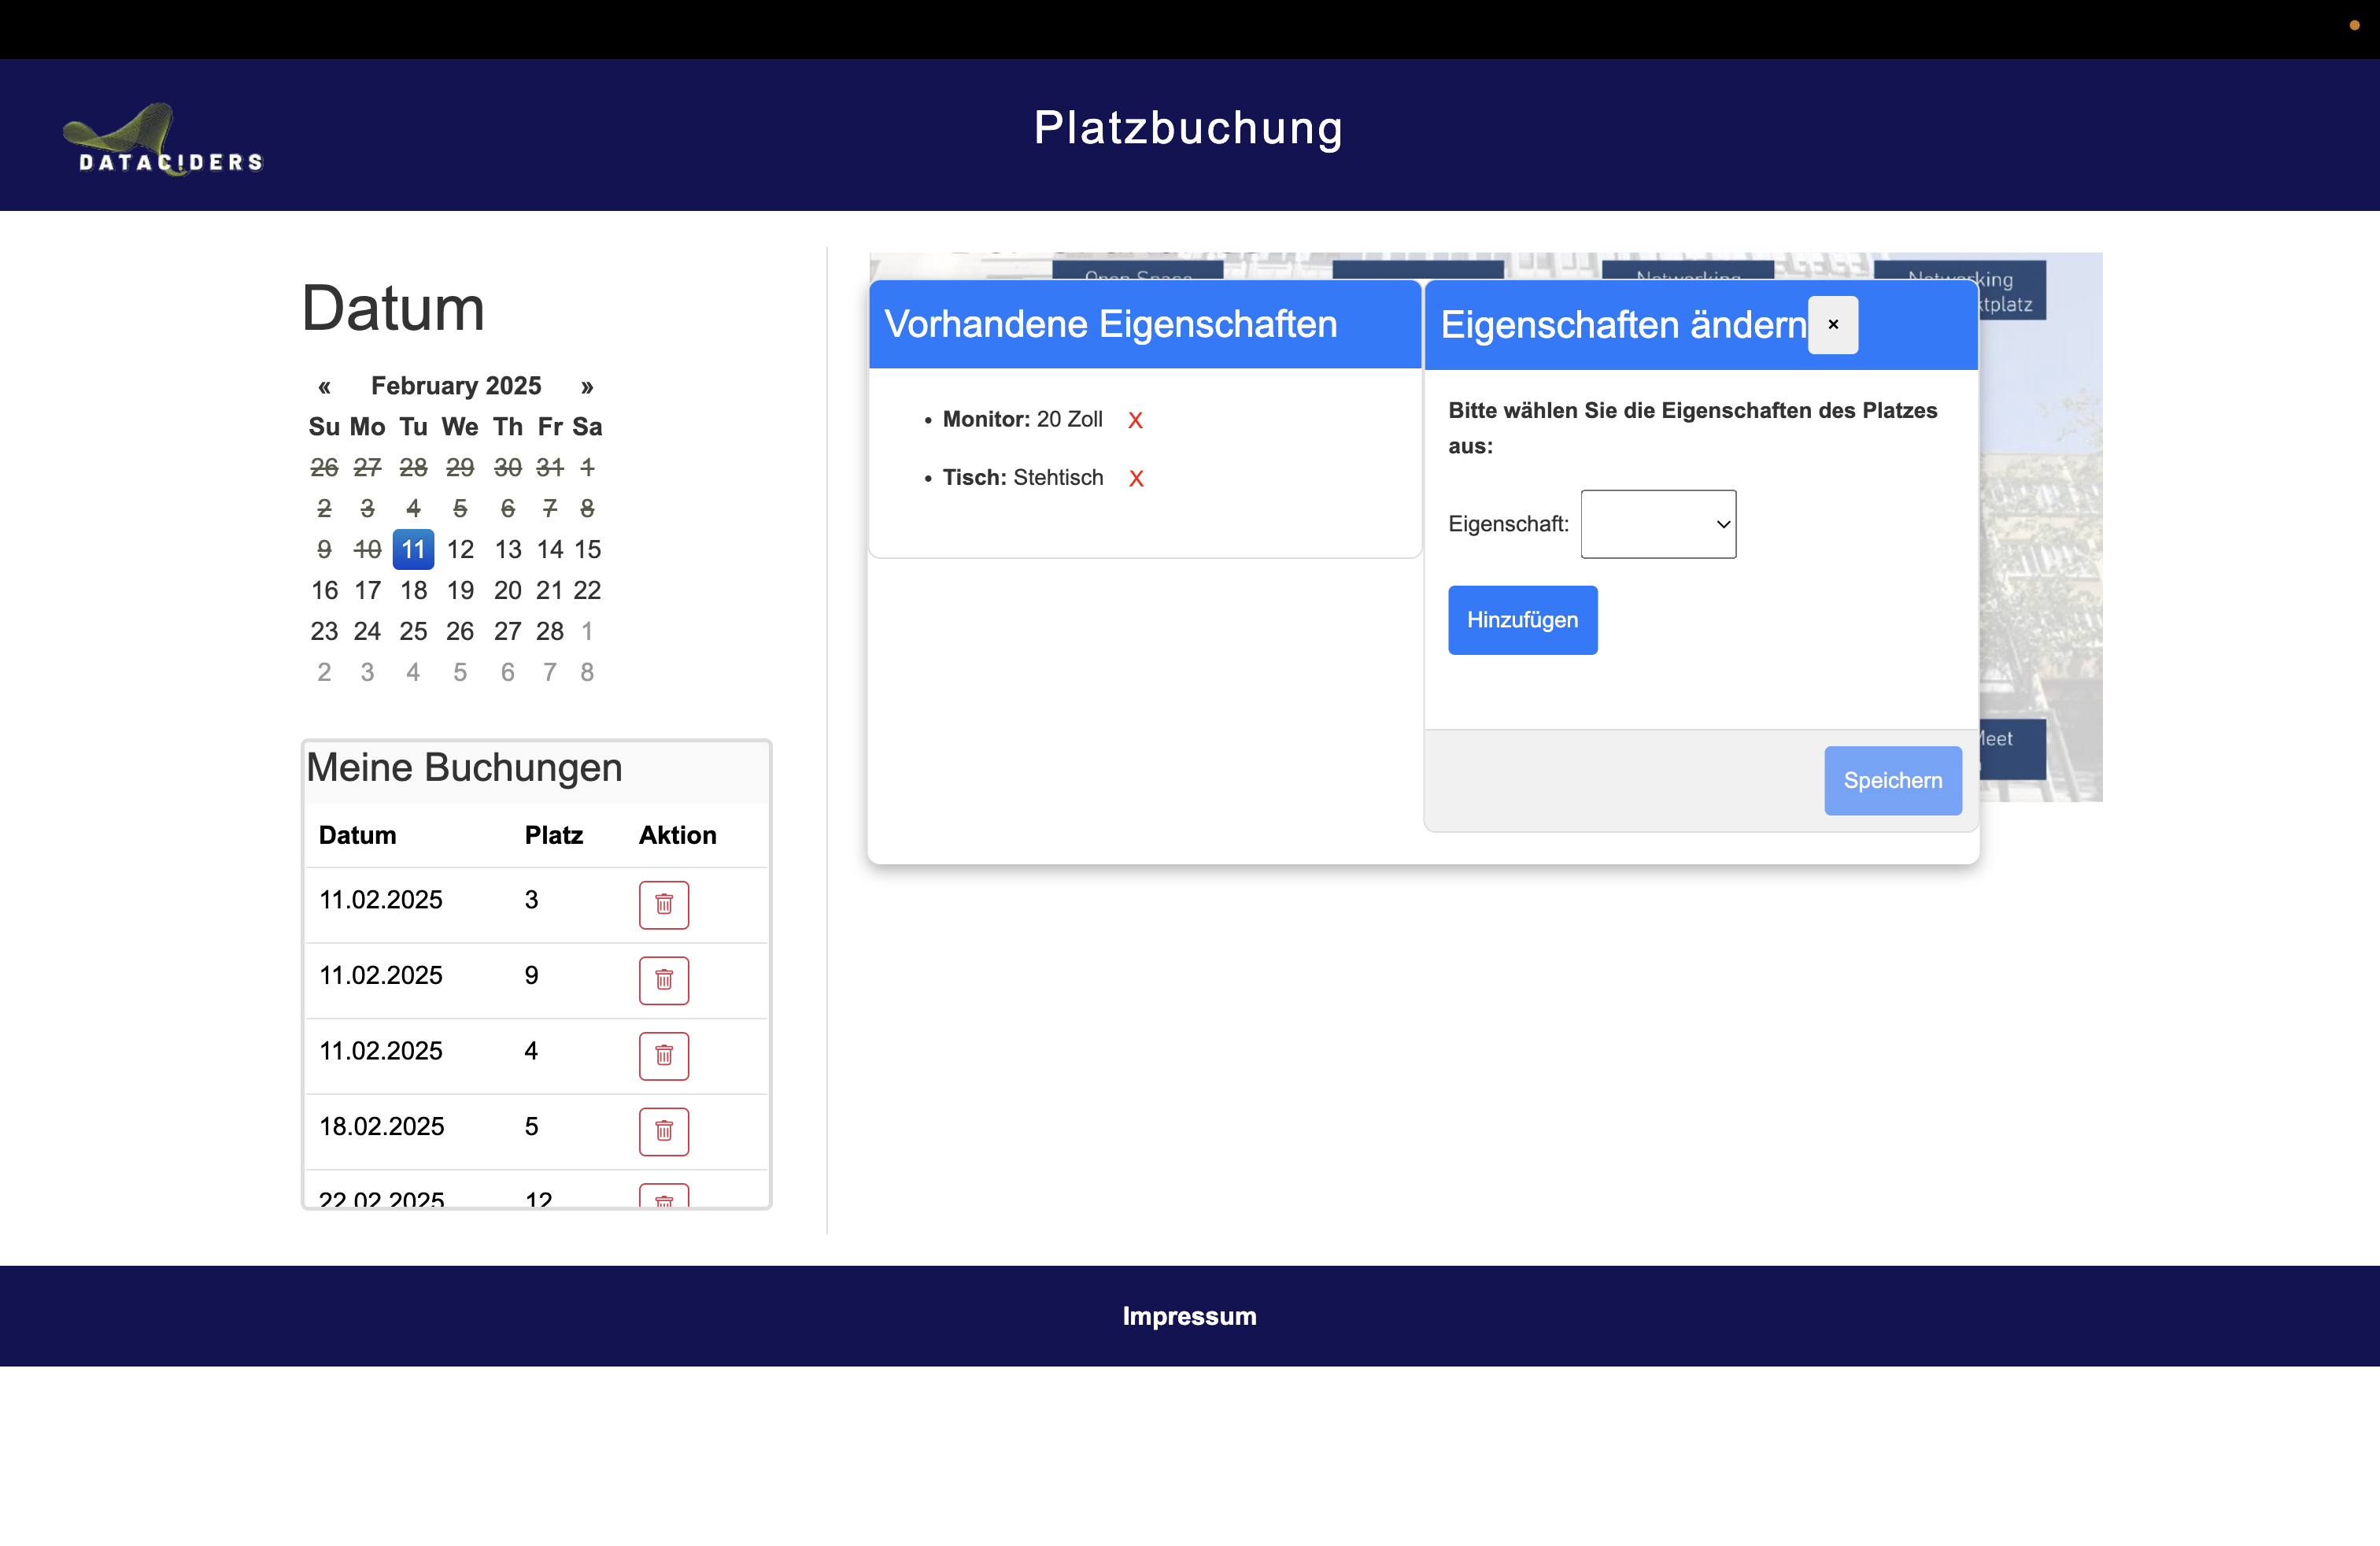 DATAC!DERS
Platzbuchung
Datum
« February 2025 »
Su Mo Tu We Th Fr Sa
26 27 28 29 30 31 1
2 3 4 5 6 7 8
9 10 11 12 13 14 15
16 17 18 19 20 21 22
23 24 25 26 27 28 1
2 3 4 5 6 7 8
Meine Buchungen
Datum Platz Aktion
11.02.2025 3
11.02.2025 9
11.02.2025 4
18.02.2025 5
22.02.2025 12
Open Space
Networking
Networking
Vorhandene Eigenschaften
• Monitor: 20 Zoll X
• Tisch: Stehtisch X
Eigenschaften ändern ×
Bitte wählen Sie die Eigenschaften des Platzes
aus:
Eigenschaft:
Hinzufügen
Speichern
Impressum